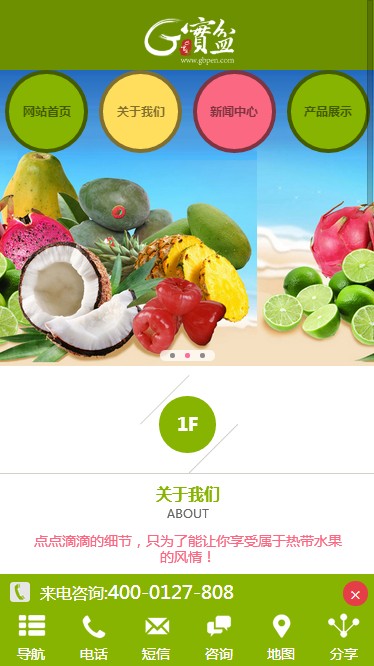 G寶盆
www.gbpen.com
网站首页 关于我们 新闻中心 产品展示
1F
关于我们
ABOUT
点点滴滴的细节，只为了能让你享受属于热带水果
的风情！
来电咨询:400-0127-808
×
导航 电话 短信 咨询 地图 分享